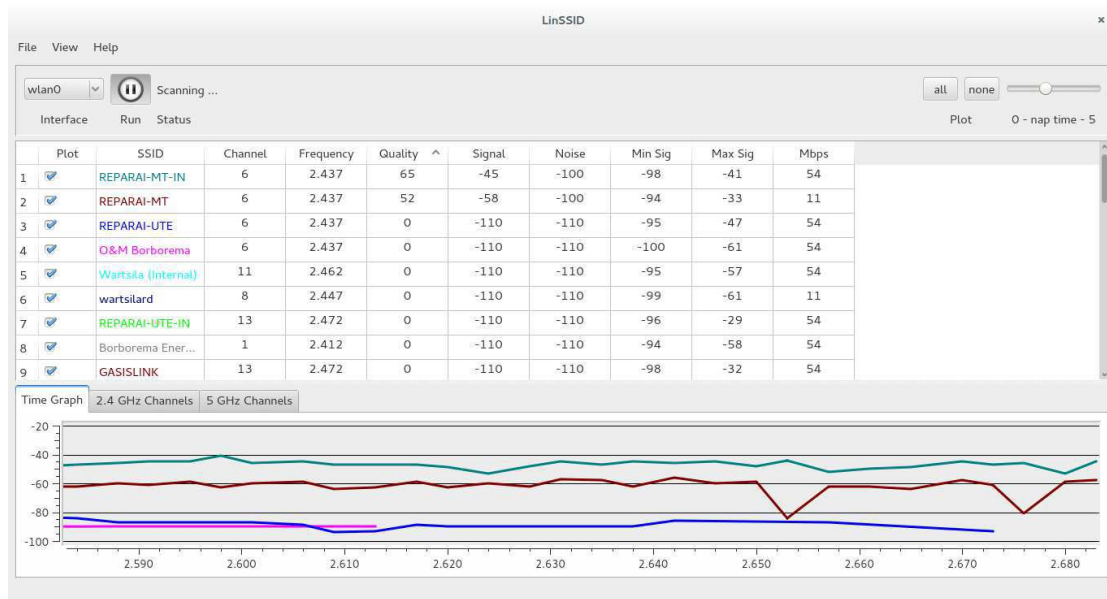 LinSSID ×
File View Help
wlan0 Scanning ... all none
Interface Run Status Plot 0 - nap time - 5
Plot SSID Channel Frequency Quality Signal Noise Min Sig Max Sig Mbps
1 REPARAI-MT-IN 6 2.437 65 -45 -100 -98 -41 54
2 REPARAI-MT 6 2.437 52 -58 -100 -94 -33 11
3 REPARAI-UTE 6 2.437 0 -110 -110 -95 -47 54
4 O&M Borborema 6 2.437 0 -110 -110 -100 -61 54
5 Wartsila (Internal) 11 2.462 0 -110 -110 -95 -57 54
6 wartsilard 8 2.447 0 -110 -110 -99 -61 11
7 REPARAI-UTE-IN 13 2.472 0 -110 -110 -96 -29 54
8 Borborema Ener... 1 2.412 0 -110 -110 -94 -58 54
9 GASISLINK 13 2.472 0 -110 -110 -98 -32 54
Time Graph 2.4 GHz Channels 5 GHz Channels
-20
-40
-60
-80
-100
2.590 2.600 2.610 2.620 2.630 2.640 2.650 2.660 2.670 2.680